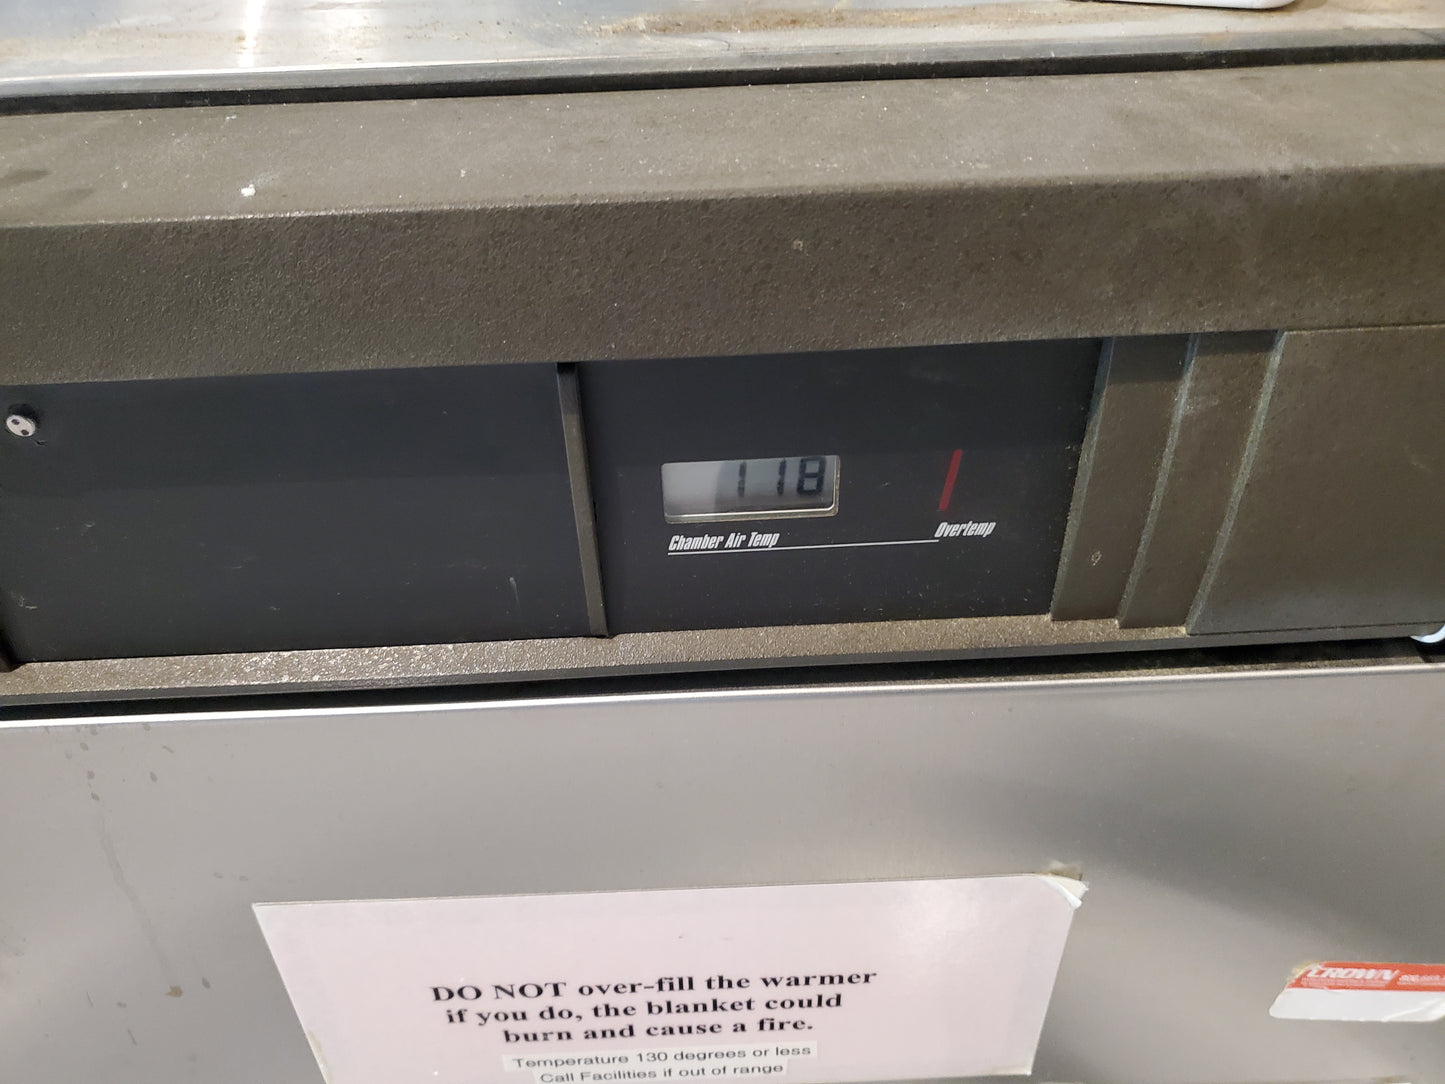 118
Chamber Air Temp
Overtemp
DO NOT over-fill the warmer
if you do, the blanket could
burn and cause a fire.
Temperature 130 degrees or less
Call Facilities if out of range
CROWN